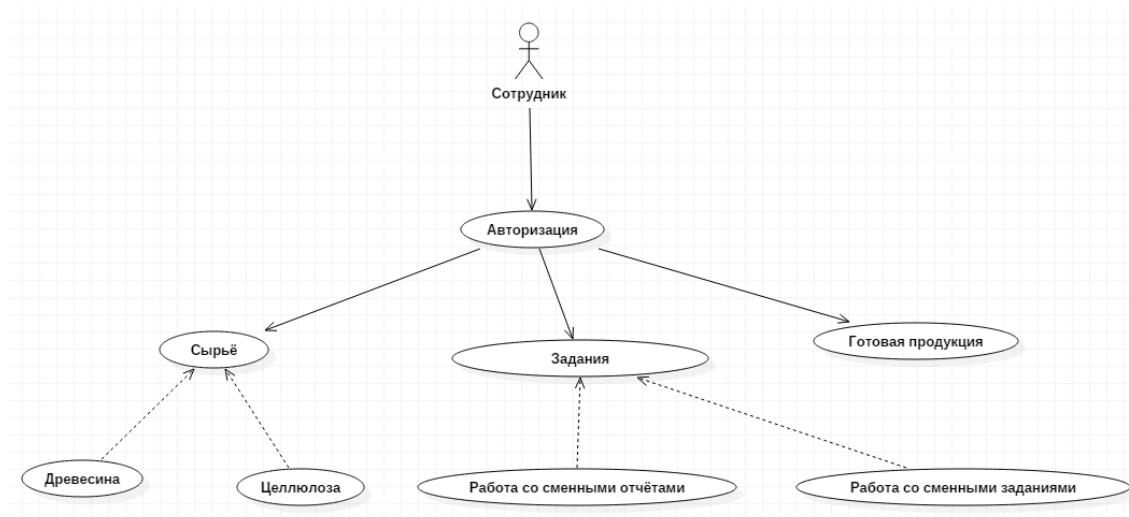 Сотрудник
Авторизация
Сырьё
Задания
Готовая продукция
Древесина
Целлюлоза
Работа со сменными отчётами
Работа со сменными заданиями